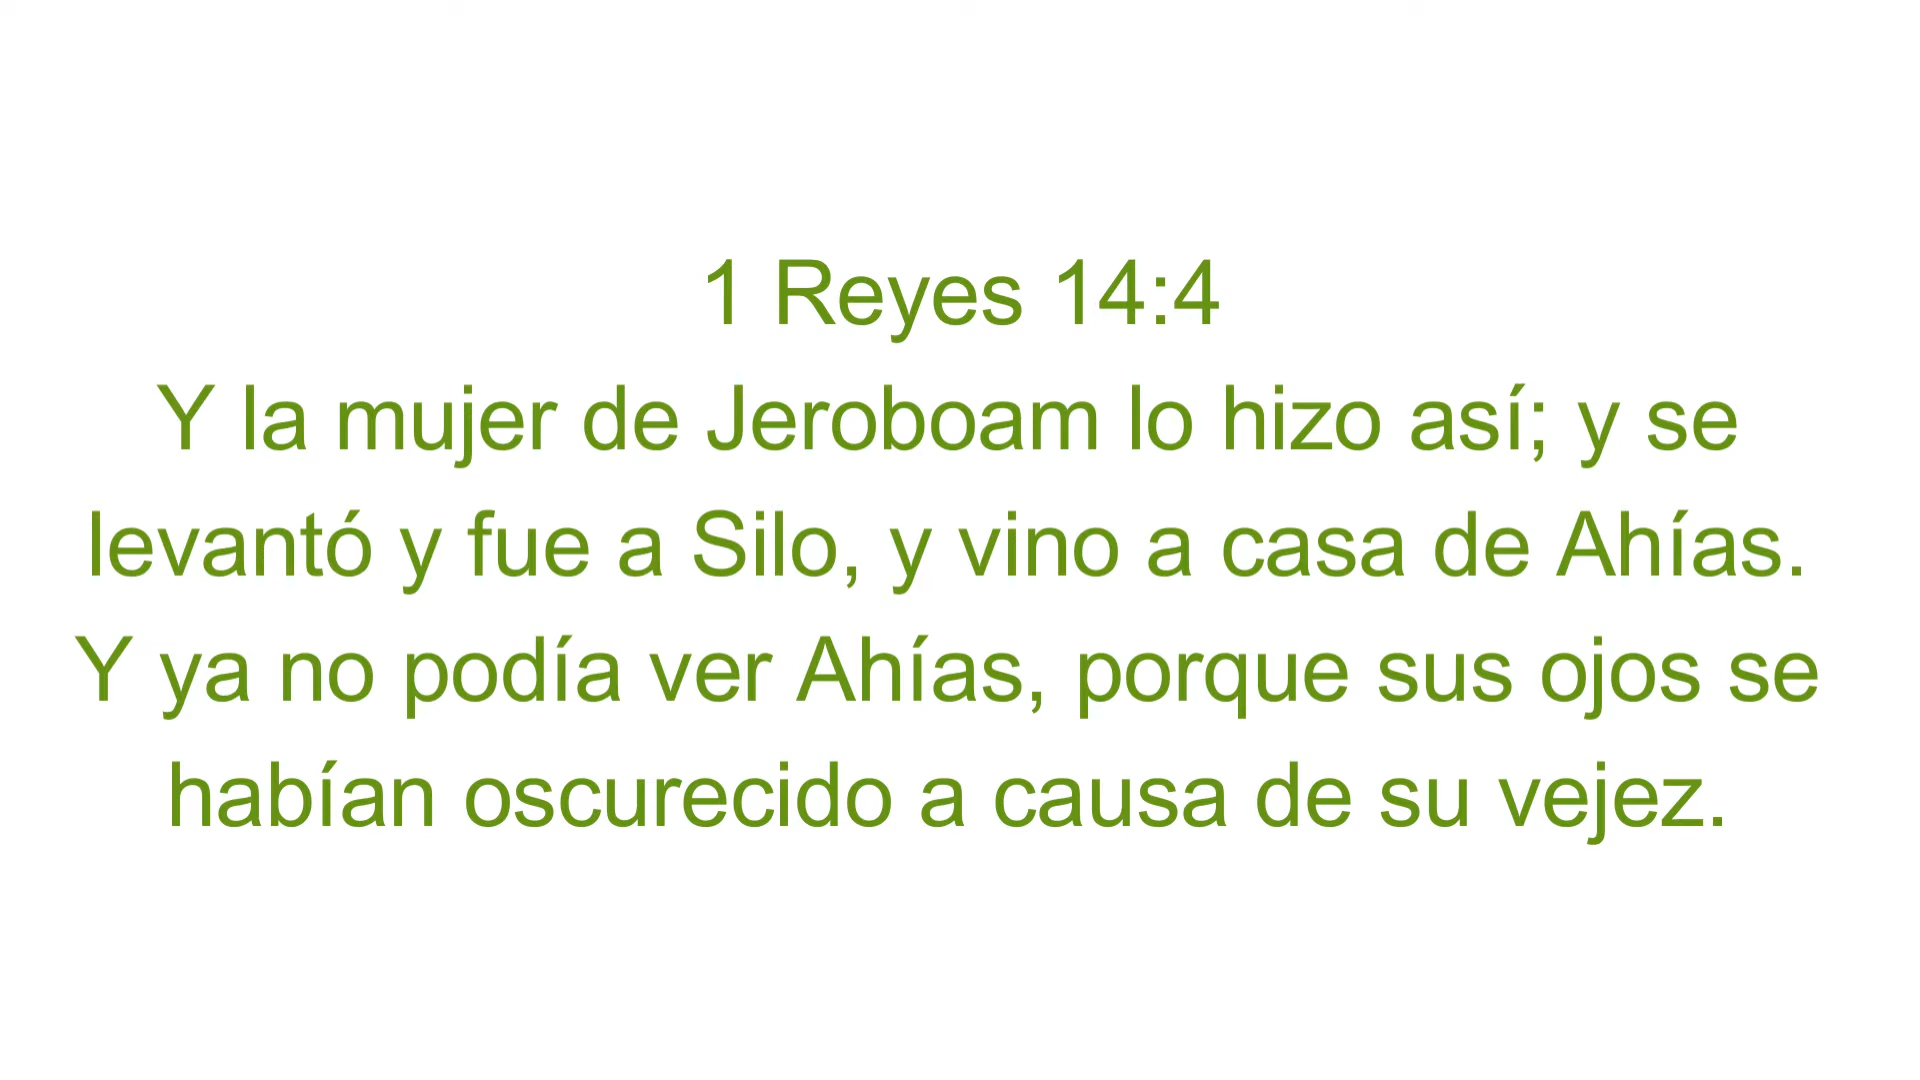 1 Reyes 14:4
Y la mujer de Jeroboam lo hizo así; y se
levantó y fue a Silo, y vino a casa de Ahías.
Y ya no podía ver Ahías, porque sus ojos se
habían oscurecido a causa de su vejez.